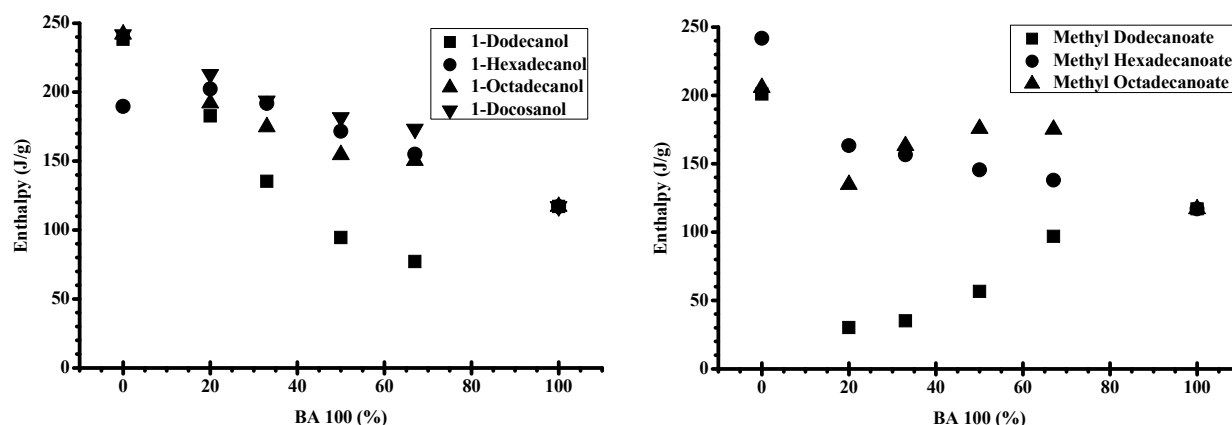 250
200
150
100
50
0
Enthalpy (J/g)
0 20 40 60 80 100
BA 100 (%)
1-Dodecanol
1-Hexadecanol
1-Octadecanol
1-Docosanol
250
200
150
100
50
0
Enthalpy (J/g)
0 20 40 60 80 100
BA 100 (%)
Methyl Dodecanoate
Methyl Hexadecanoate
Methyl Octadecanoate